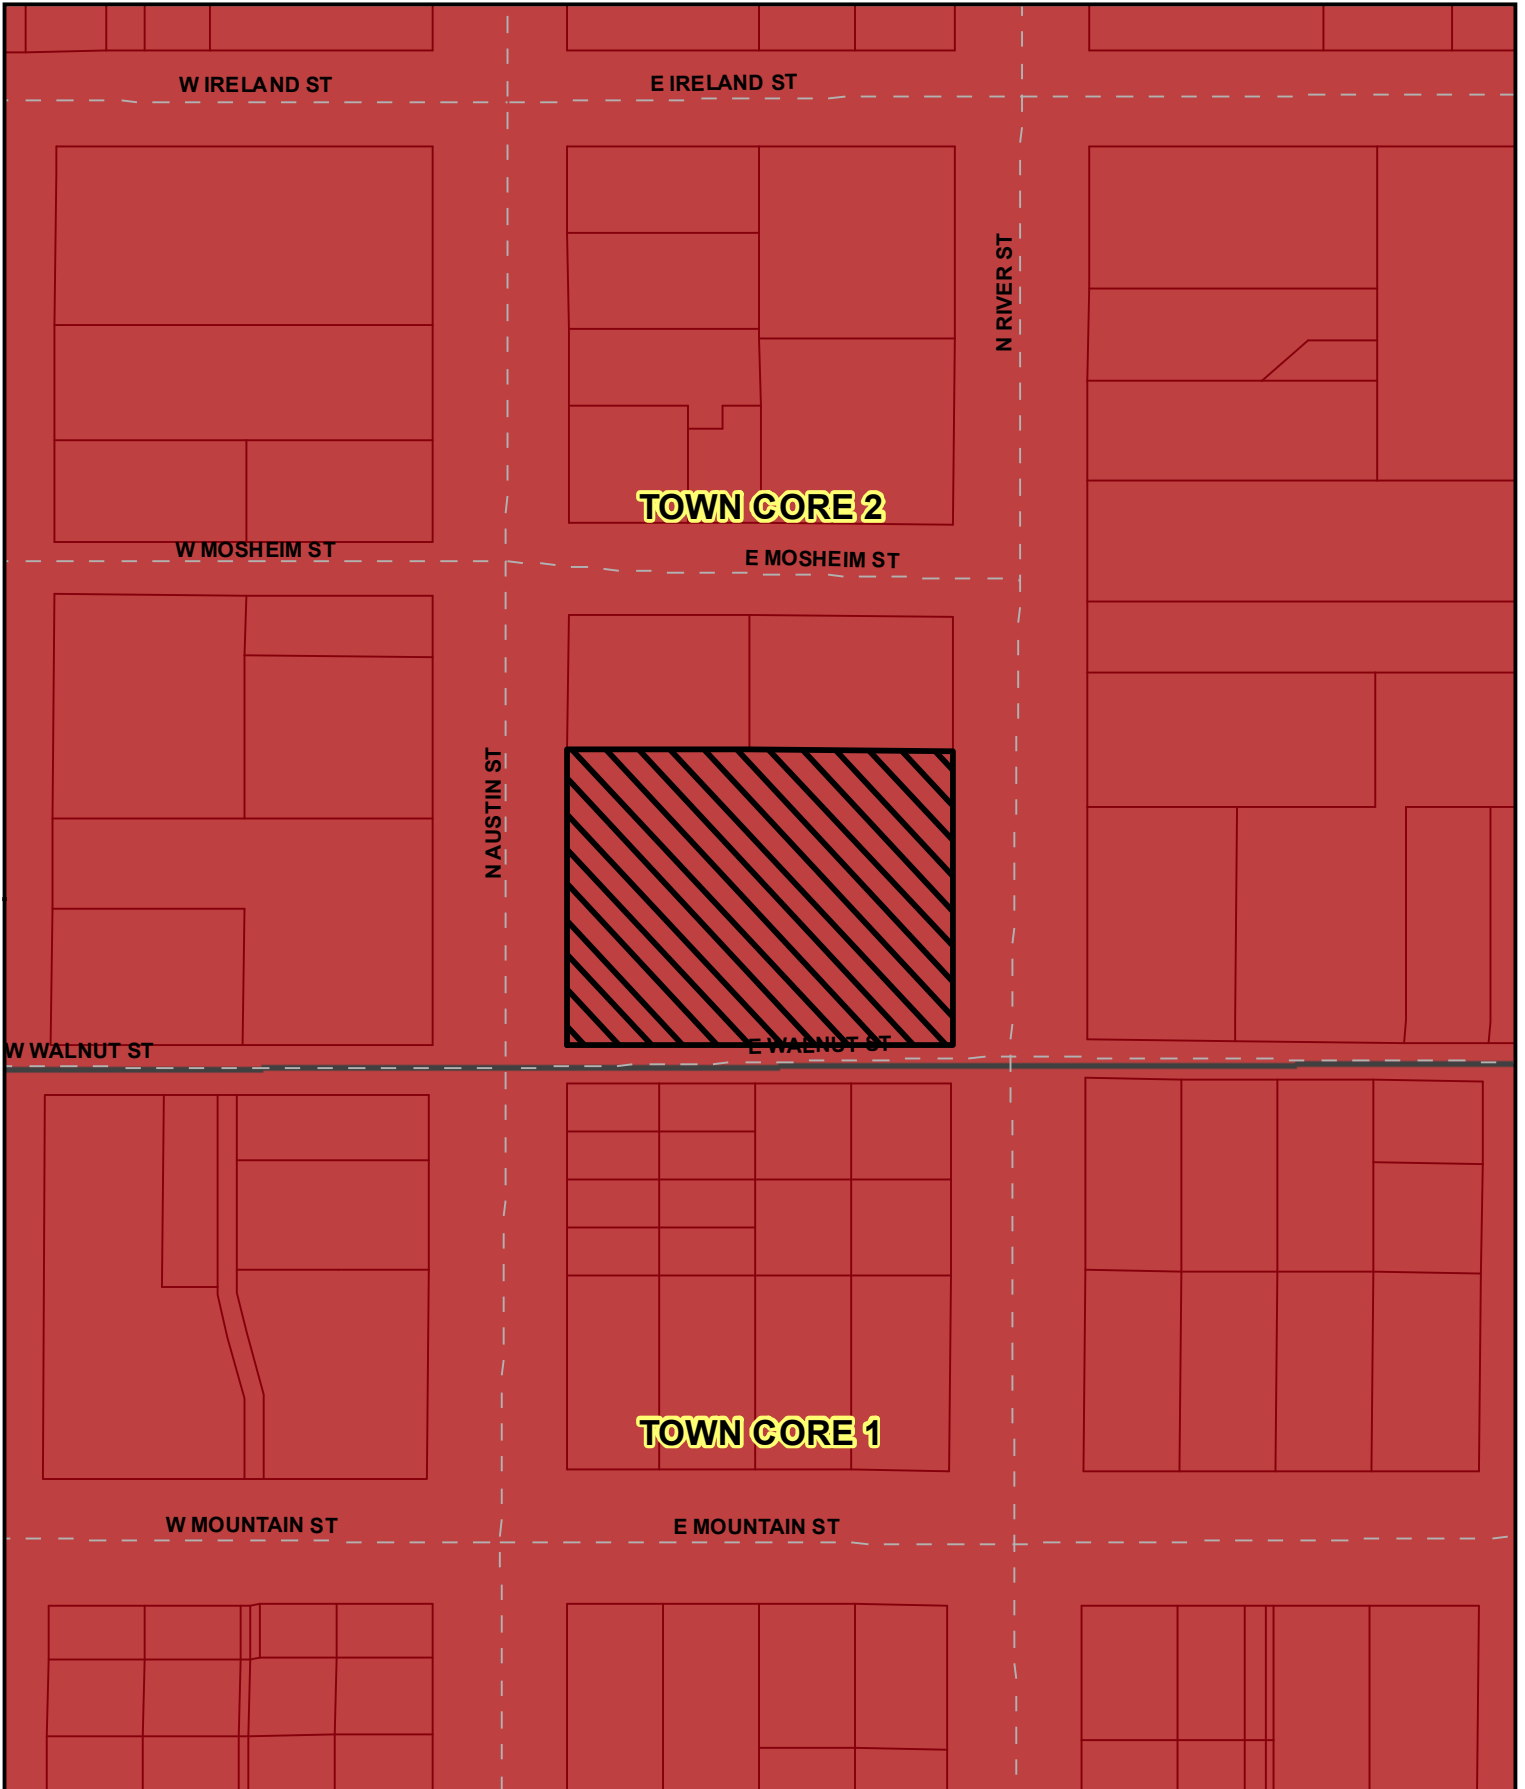 W IRELAND ST
E IRELAND ST
N RIVER ST
TOWN CORE 2
W MOSHEIM ST
E MOSHEIM ST
N AUSTIN ST
W WALNUT ST
E WALNUT ST
TOWN CORE 1
W MOUNTAIN ST
E MOUNTAIN ST